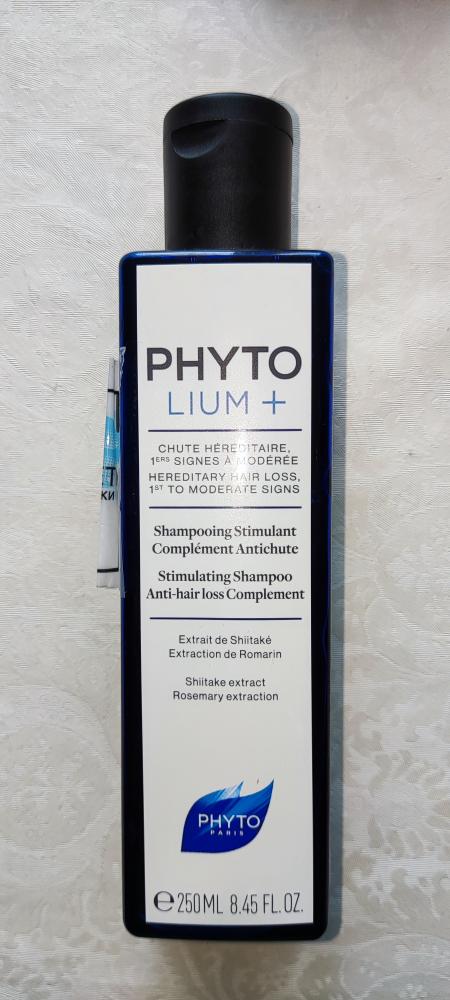 PHYTO
LIUM +
CHUTE HÉRÉDITAIRE,
1ERS SIGNES À MODÉRÉE
HEREDITARY HAIR LOSS,
1ST TO MODERATE SIGNS
Shampooing Stimulant
Complément Antichute
Stimulating Shampoo
Anti-hair loss Complement
Extrait de Shiitaké
Extraction de Romarin
Shiitake extract
Rosemary extraction
PHYTO
PARIS
℮ 250ML 8.45 FL.OZ.